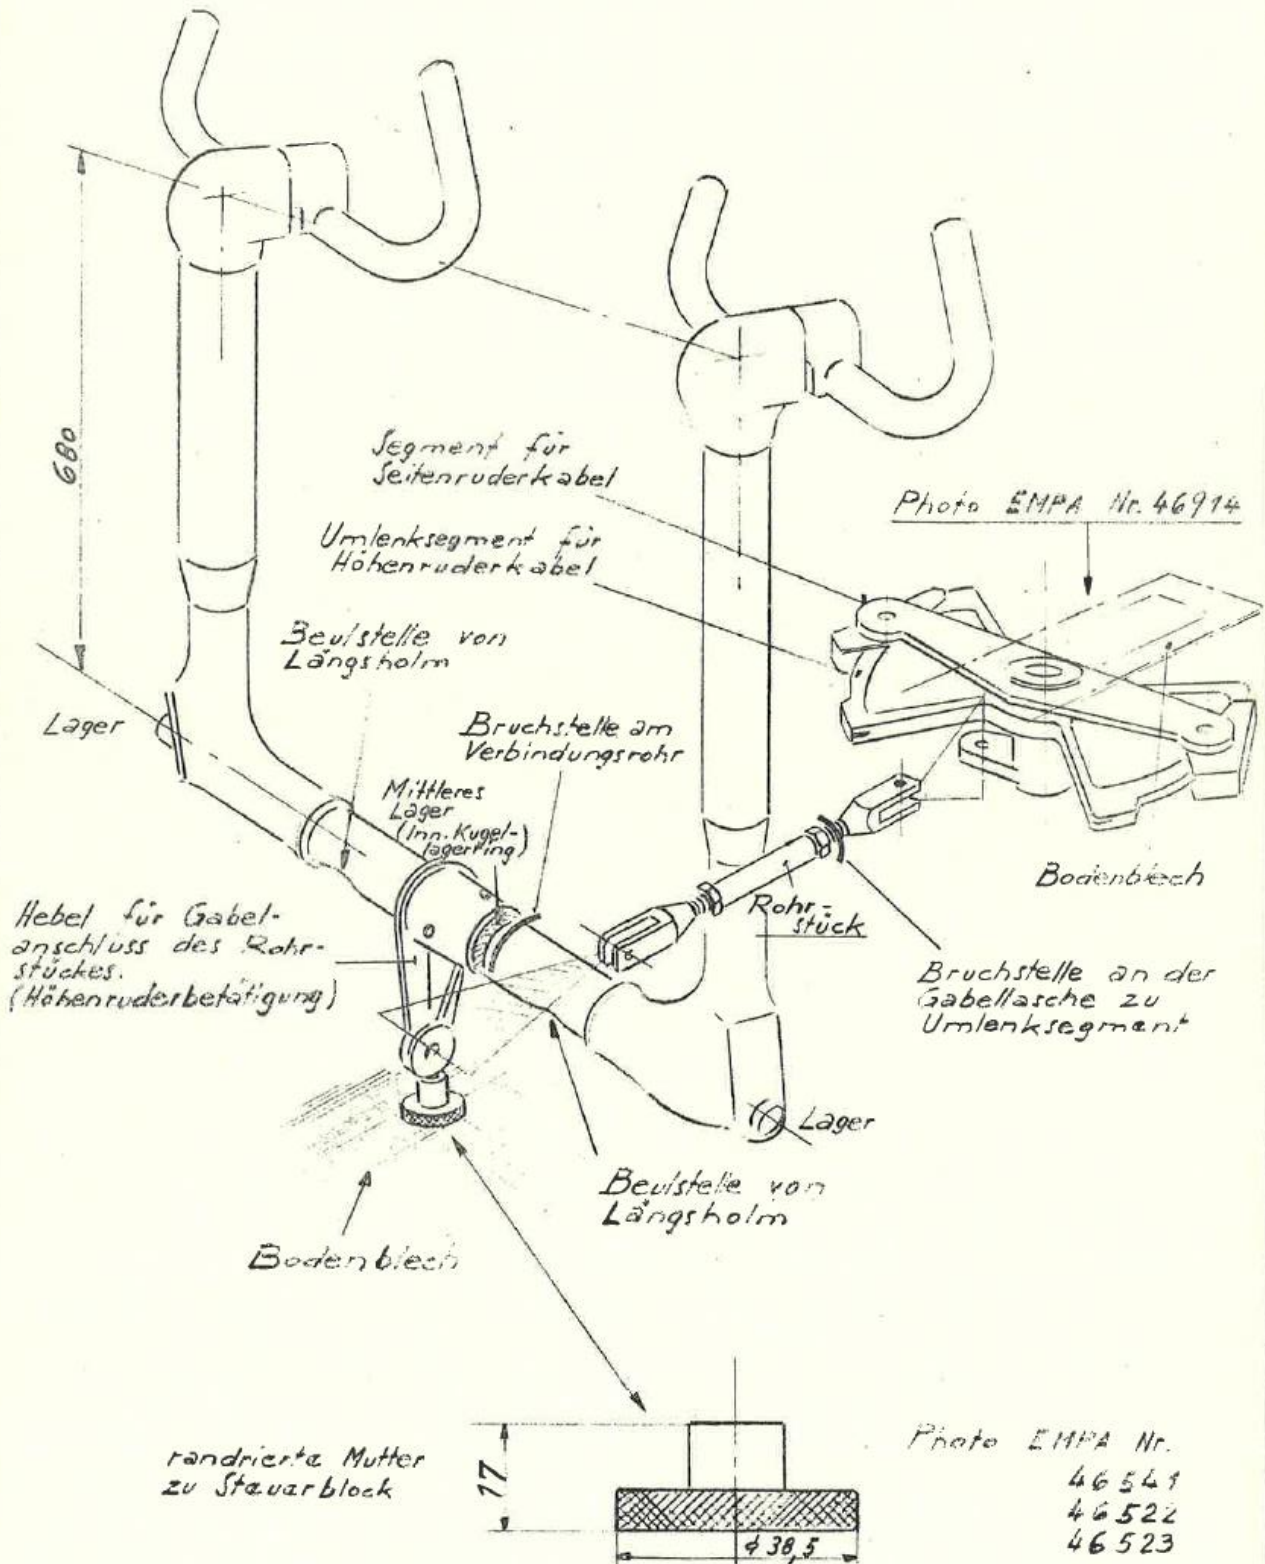 680
Segment für
Seitenruderkabel
Photo EMPA Nr. 46914
Umlenksegment für
Höhenruderkabel
Beulstelle von
Längsholm
Lager
Bruchstelle am
Verbindungsrohr
Mittleres
Lager
(Inn. Kugel-
lagerring)
Bodenblech
Rohr-
stück
Hebel für Gabel-
anschluss des Rohr-
stückes.
(Höhenruderbetätigung)
Bruchstelle an der
Gabellasche zu
Umlenksegment
Lager
Beulstelle von
Längsholm
Bodenblech
randrierte Mutter
zu Steuerblock
17
ϕ 38,5
Photo EMPA Nr.
46541
46522
46523